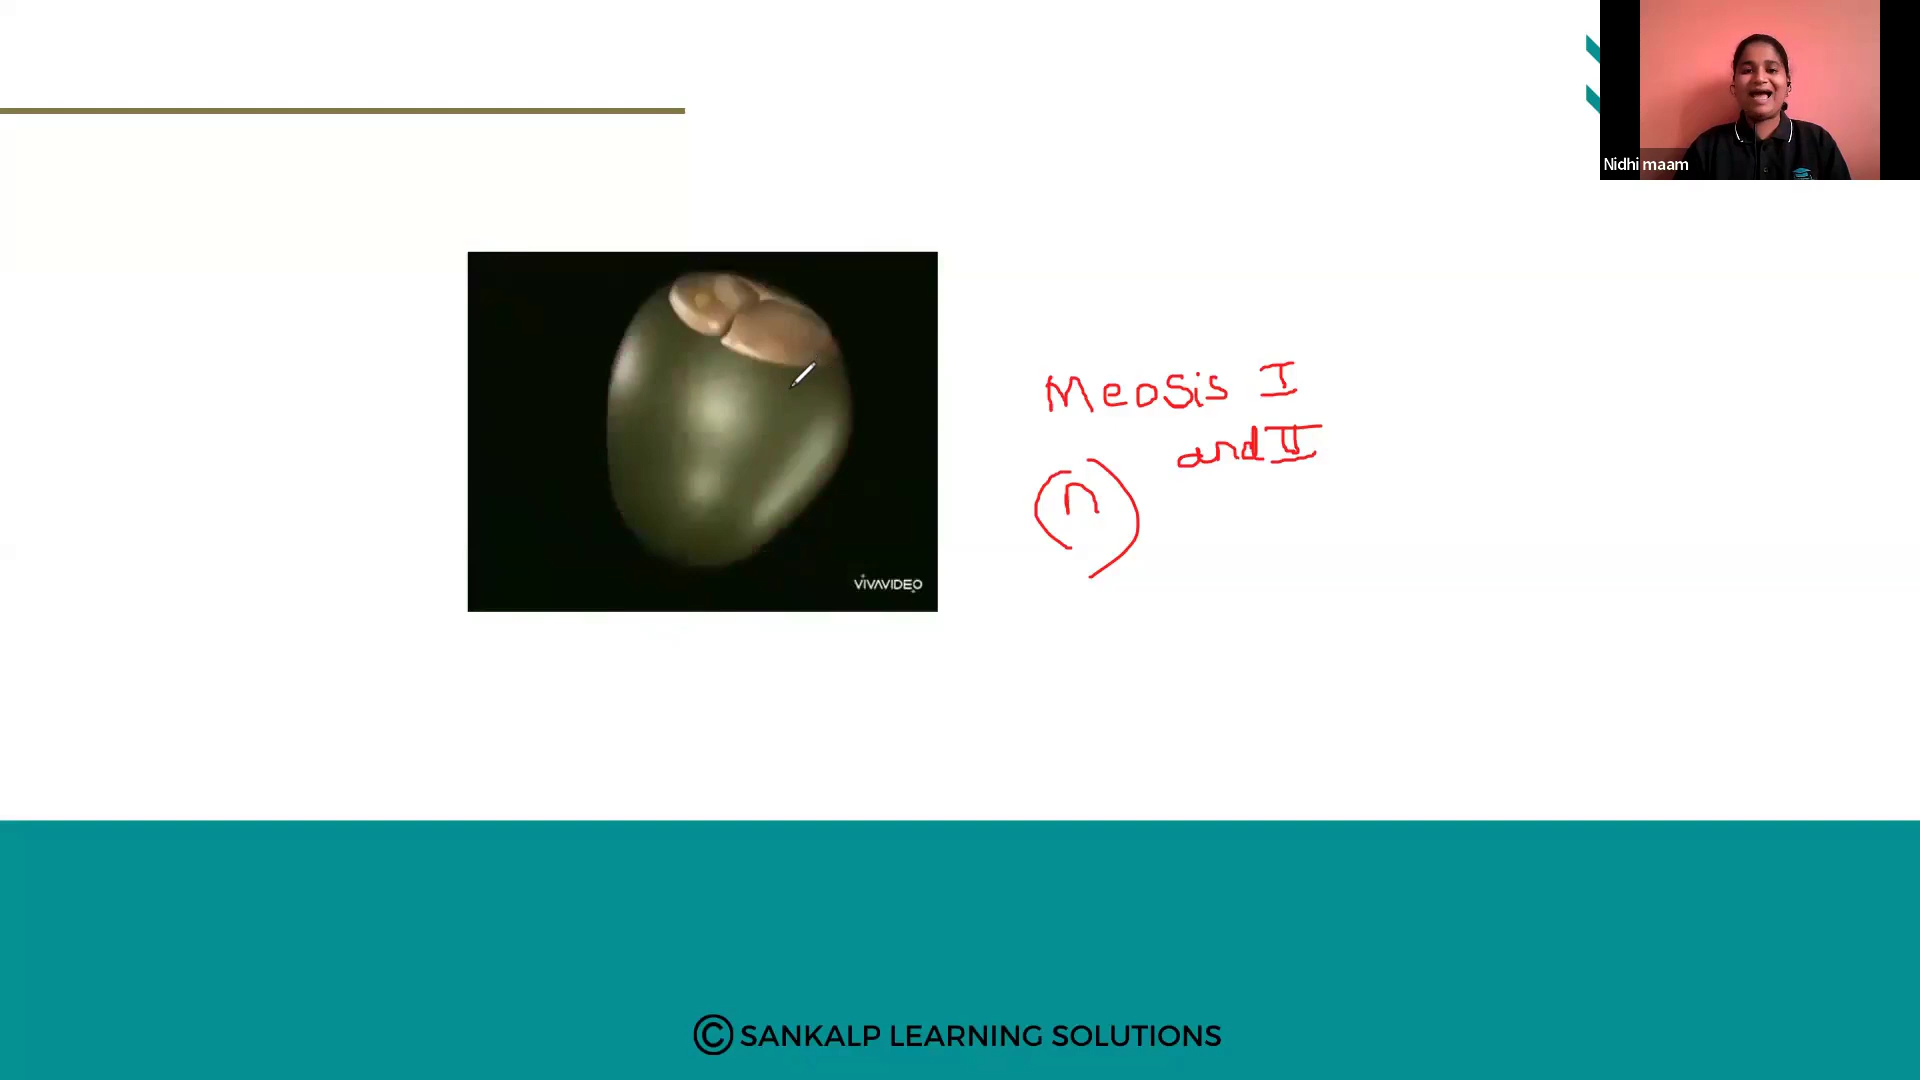 Nidhi maam
MeoSis I
and II
n
VIVAVIDEO
© SANKALP LEARNING SOLUTIONS